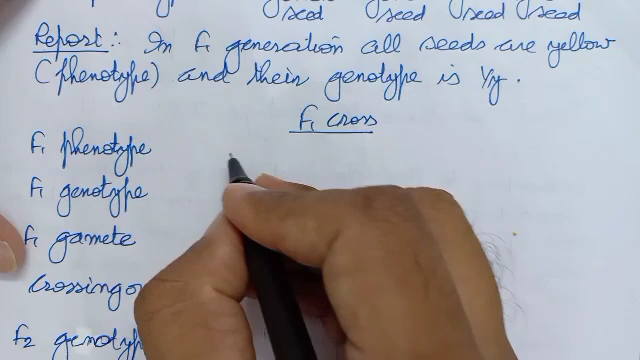 seed seed seed seed
Report:- In F1 generation all seeds are yellow
(phenotype) and their genotype is Yy.
F1 cross
F1 phenotype
F1 genotype
F1 gamete
crossing
F2